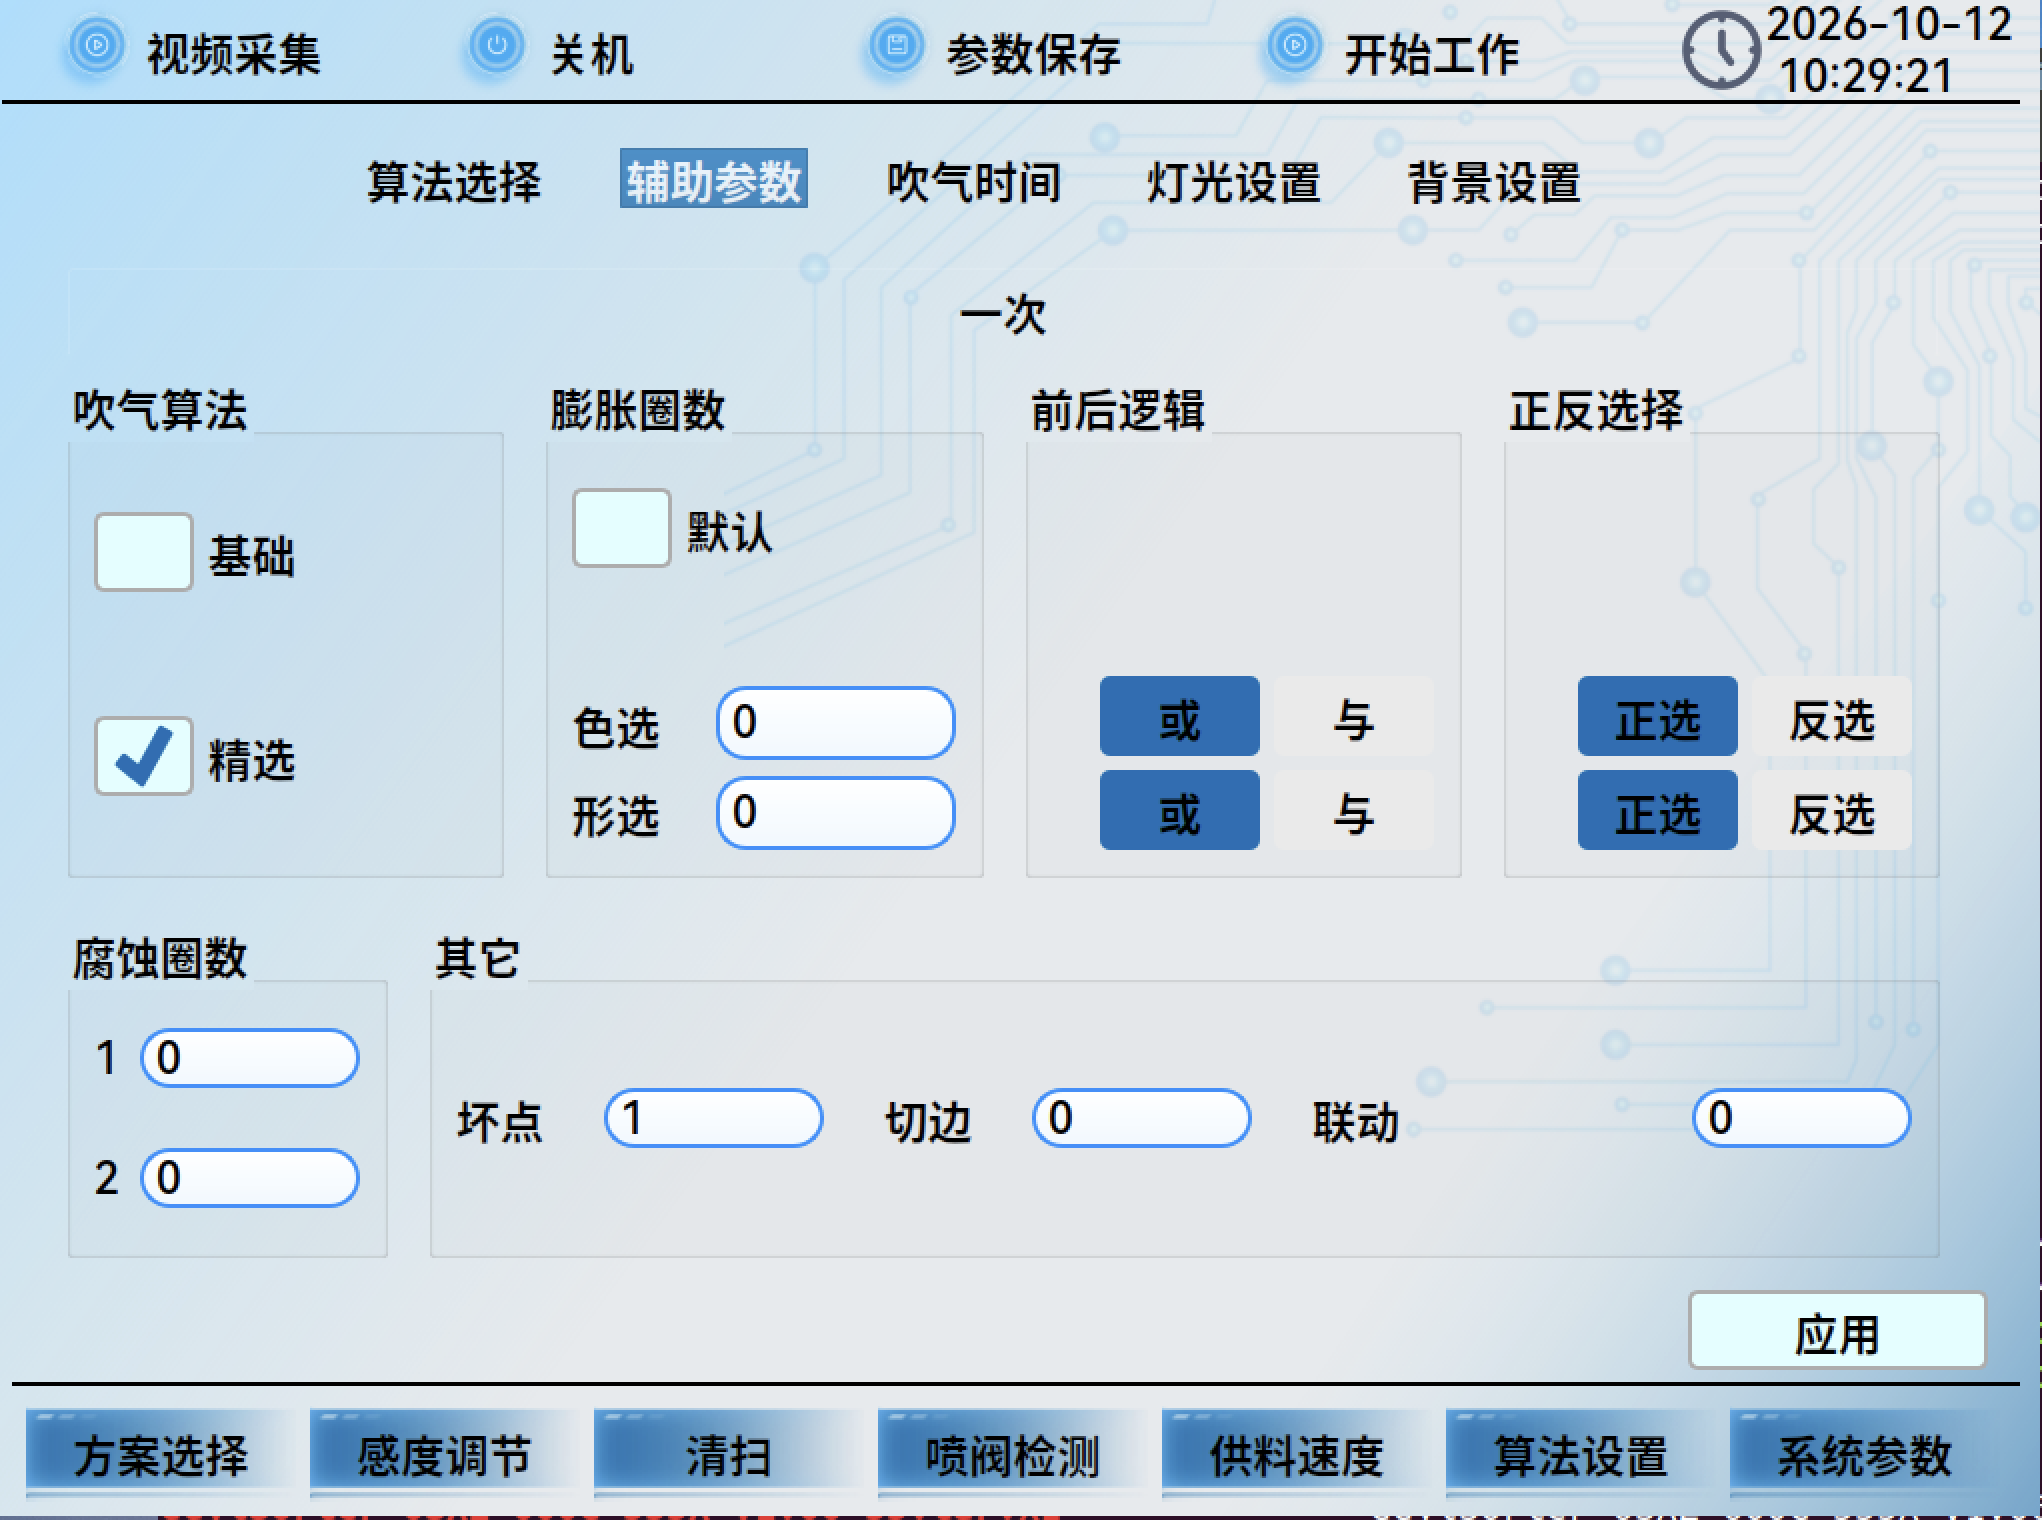 视频采集 关机 参数保存 开始工作 2026-10-12
10:29:21
算法选择 辅助参数 吹气时间 灯光设置 背景设置
一次
吹气算法 膨胀圈数 前后逻辑 正反选择
基础 默认
精选
色选 0 或 与 正选 反选
形选 0 或 与 正选 反选
腐蚀圈数 其它
1 0
坏点 1 切边 0 联动 0
2 0
应用
方案选择 感度调节 清扫 喷阀检测 供料速度 算法设置 系统参数